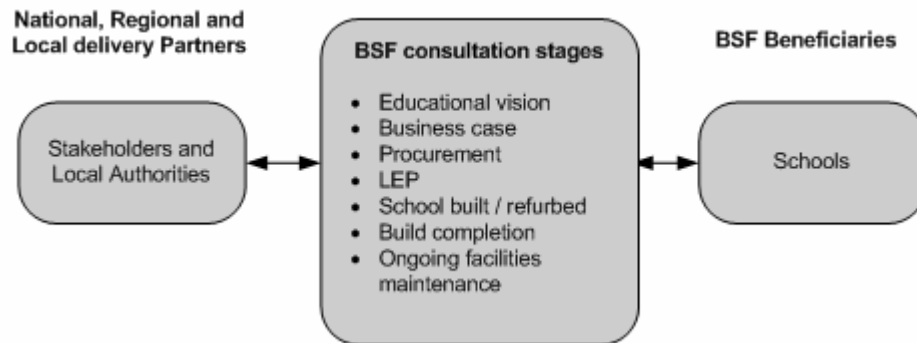 National, Regional and
Local delivery Partners
Stakeholders and
Local Authorities
BSF consultation stages
• Educational vision
• Business case
• Procurement
• LEP
• School built / refurbed
• Build completion
• Ongoing facilities
maintenance
BSF Beneficiaries
Schools